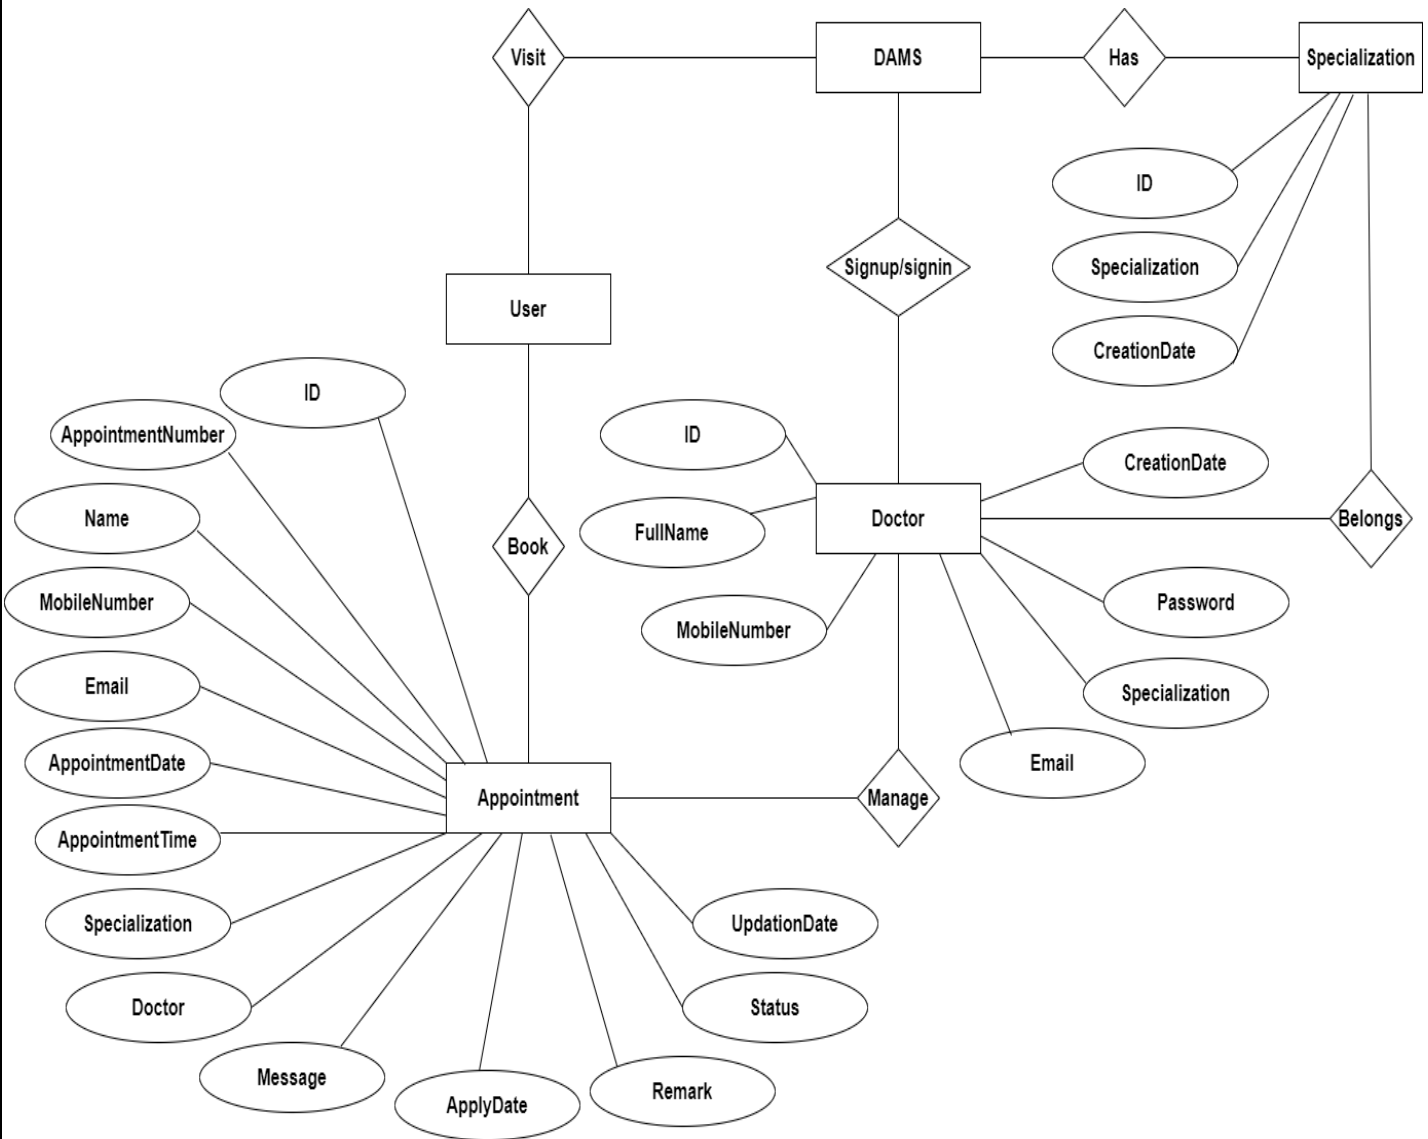 Visit
DAMS
Has
Specialization
ID
Specialization
CreationDate
Signup/signin
User
ID
AppointmentNumber
Name
MobileNumber
Email
AppointmentDate
AppointmentTime
Specialization
Doctor
Message
ApplyDate
Remark
Status
UpdationDate
Book
Appointment
Manage
ID
FullName
MobileNumber
Doctor
CreationDate
Belongs
Password
Specialization
Email